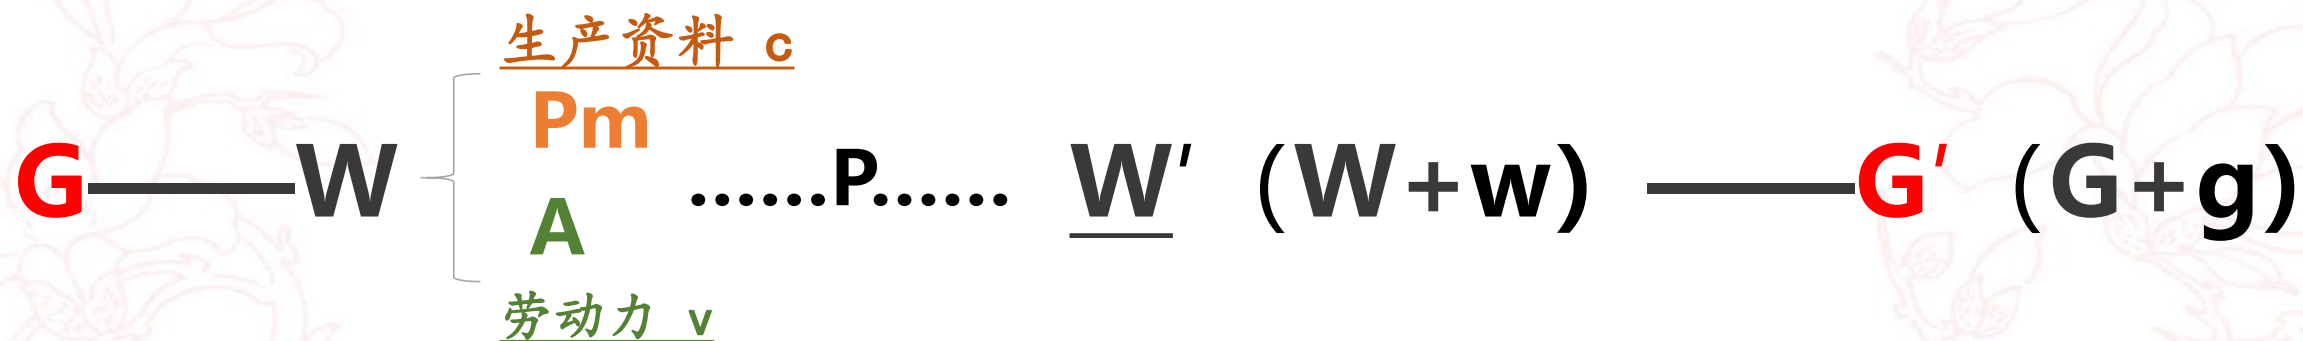 生产资料 c
Pm
G——W ......P...... W′ (W+w) ——G′ (G+g)
A
劳动力 v